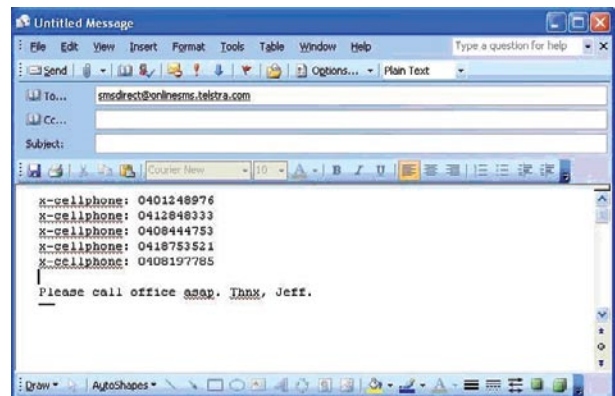 Untitled Message
File Edit View Insert Format Tools Table Window Help Type a question for help
Send Options... Plain Text
To... smsdirect@onlinesms.telstra.com
Cc...
Subject:
Courier New 10 A B I U
x-cellphone: 0401248976
x-cellphone: 0412848333
x-cellphone: 0408444753
x-cellphone: 0418753521
x-cellphone: 0408197785
Please call office asap. Thnx, Jeff.
Draw AutoShapes A